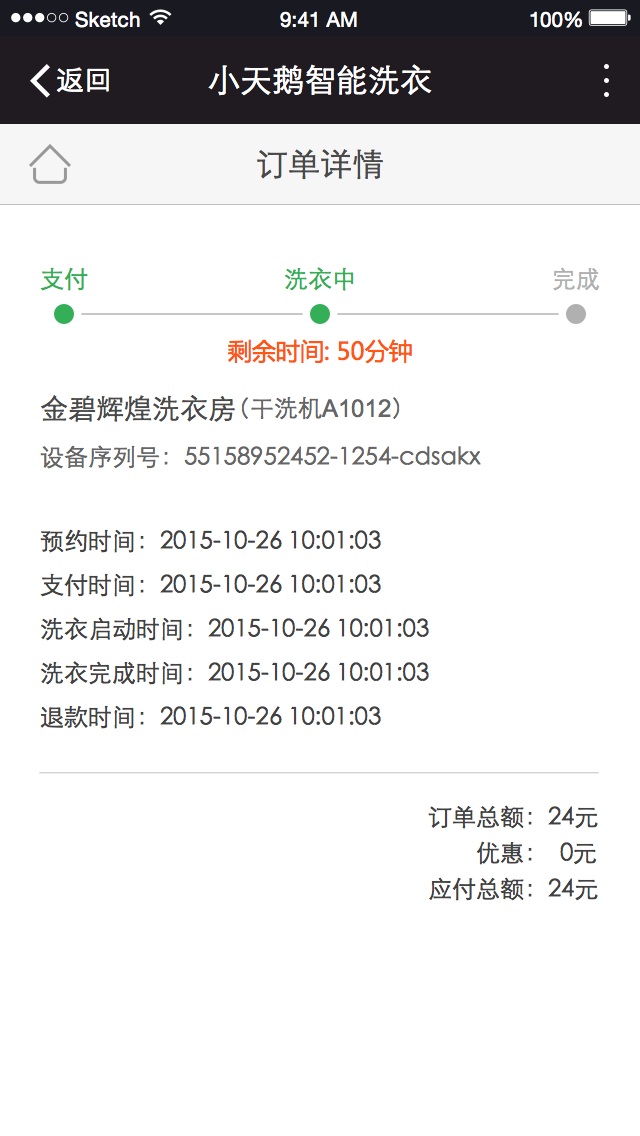 Sketch 9:41 AM 100%
返回 小天鹅智能洗衣
订单详情
支付 洗衣中 完成
剩余时间: 50分钟
金碧辉煌洗衣房（干洗机A1012）
设备序列号：55158952452-1254-cdsakx
预约时间：2015-10-26 10:01:03
支付时间：2015-10-26 10:01:03
洗衣启动时间：2015-10-26 10:01:03
洗衣完成时间：2015-10-26 10:01:03
退款时间：2015-10-26 10:01:03
订单总额：24元
优惠： 0元
应付总额：24元